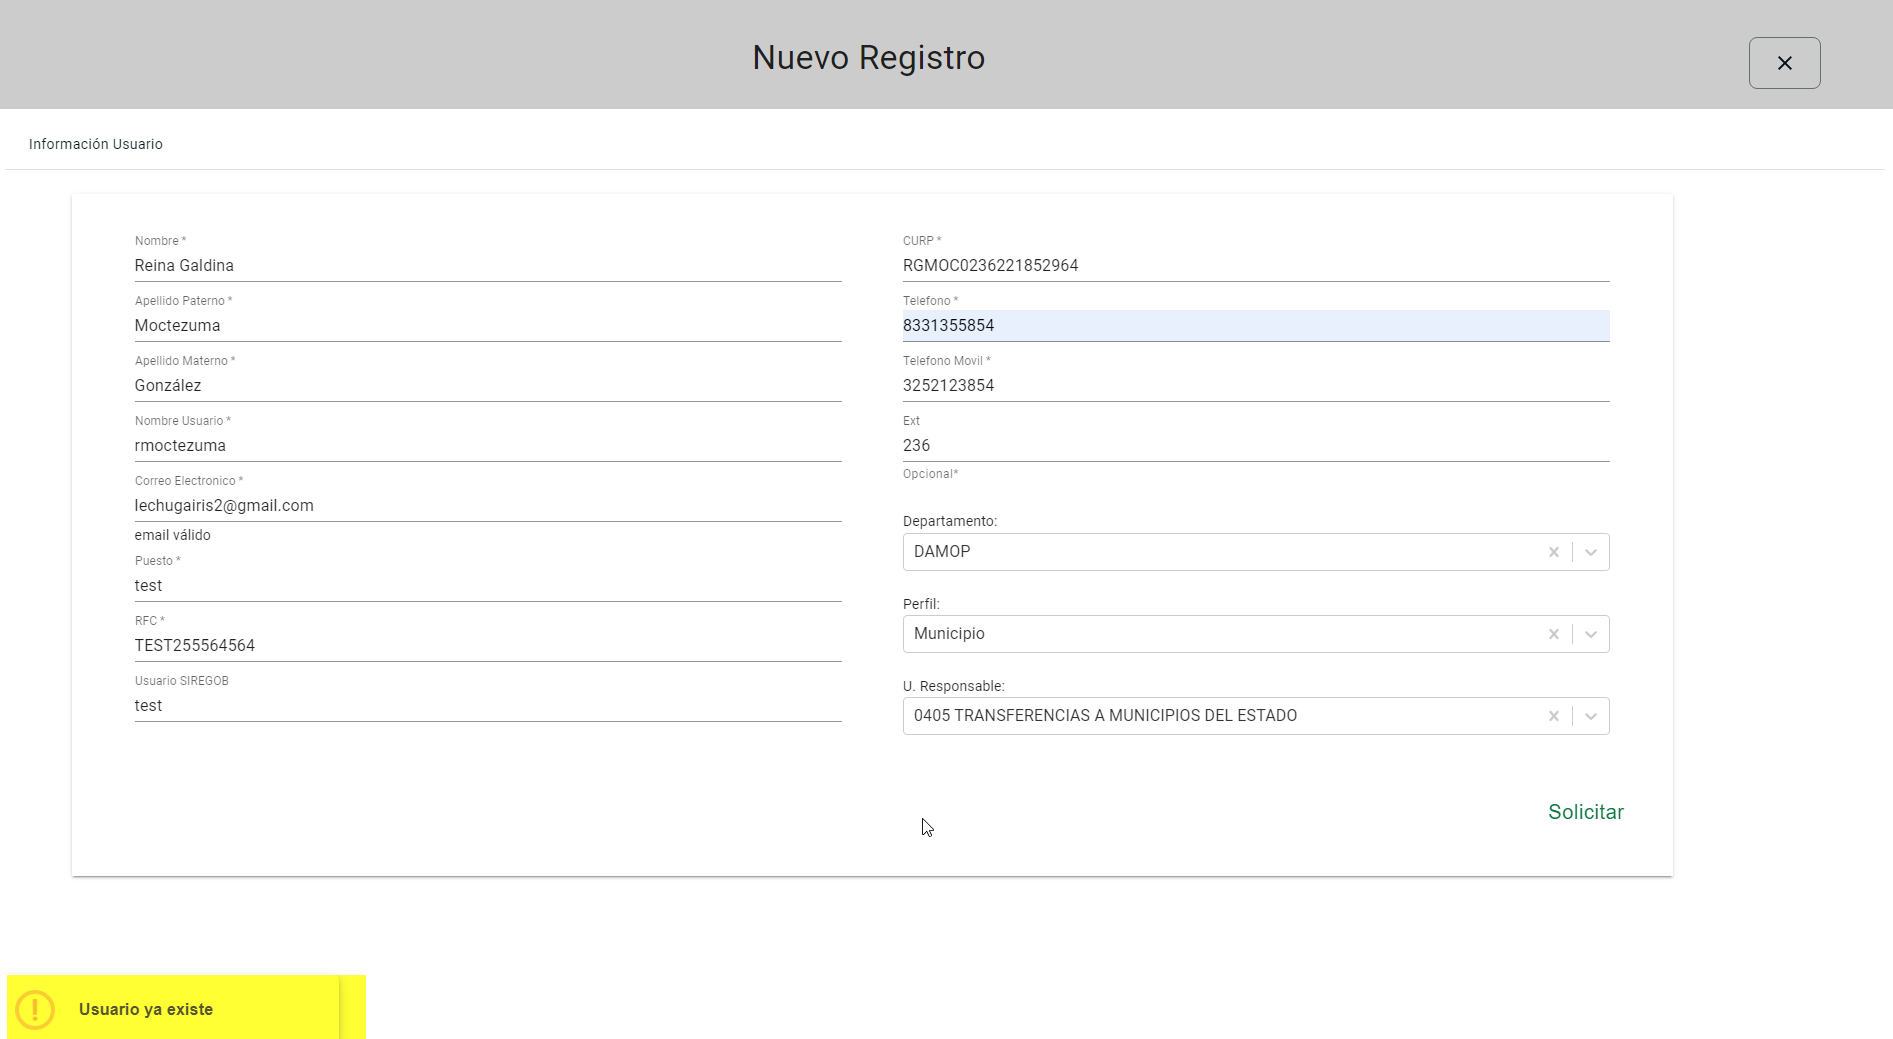 Nuevo Registro
Información Usuario
Nombre *
Reina Galdina
Apellido Paterno *
Moctezuma
Apellido Materno *
González
Nombre Usuario *
rmoctezuma
Correo Electronico *
lechugairis2@gmail.com
email válido
Puesto *
test
RFC *
TEST255564564
Usuario SIREGOB
test
CURP *
RGMOC0236221852964
Telefono *
8331355854
Telefono Movil *
3252123854
Ext
236
Opcional*
Departamento:
DAMOP
Perfil:
Municipio
U. Responsable:
0405 TRANSFERENCIAS A MUNICIPIOS DEL ESTADO
Solicitar
Usuario ya existe